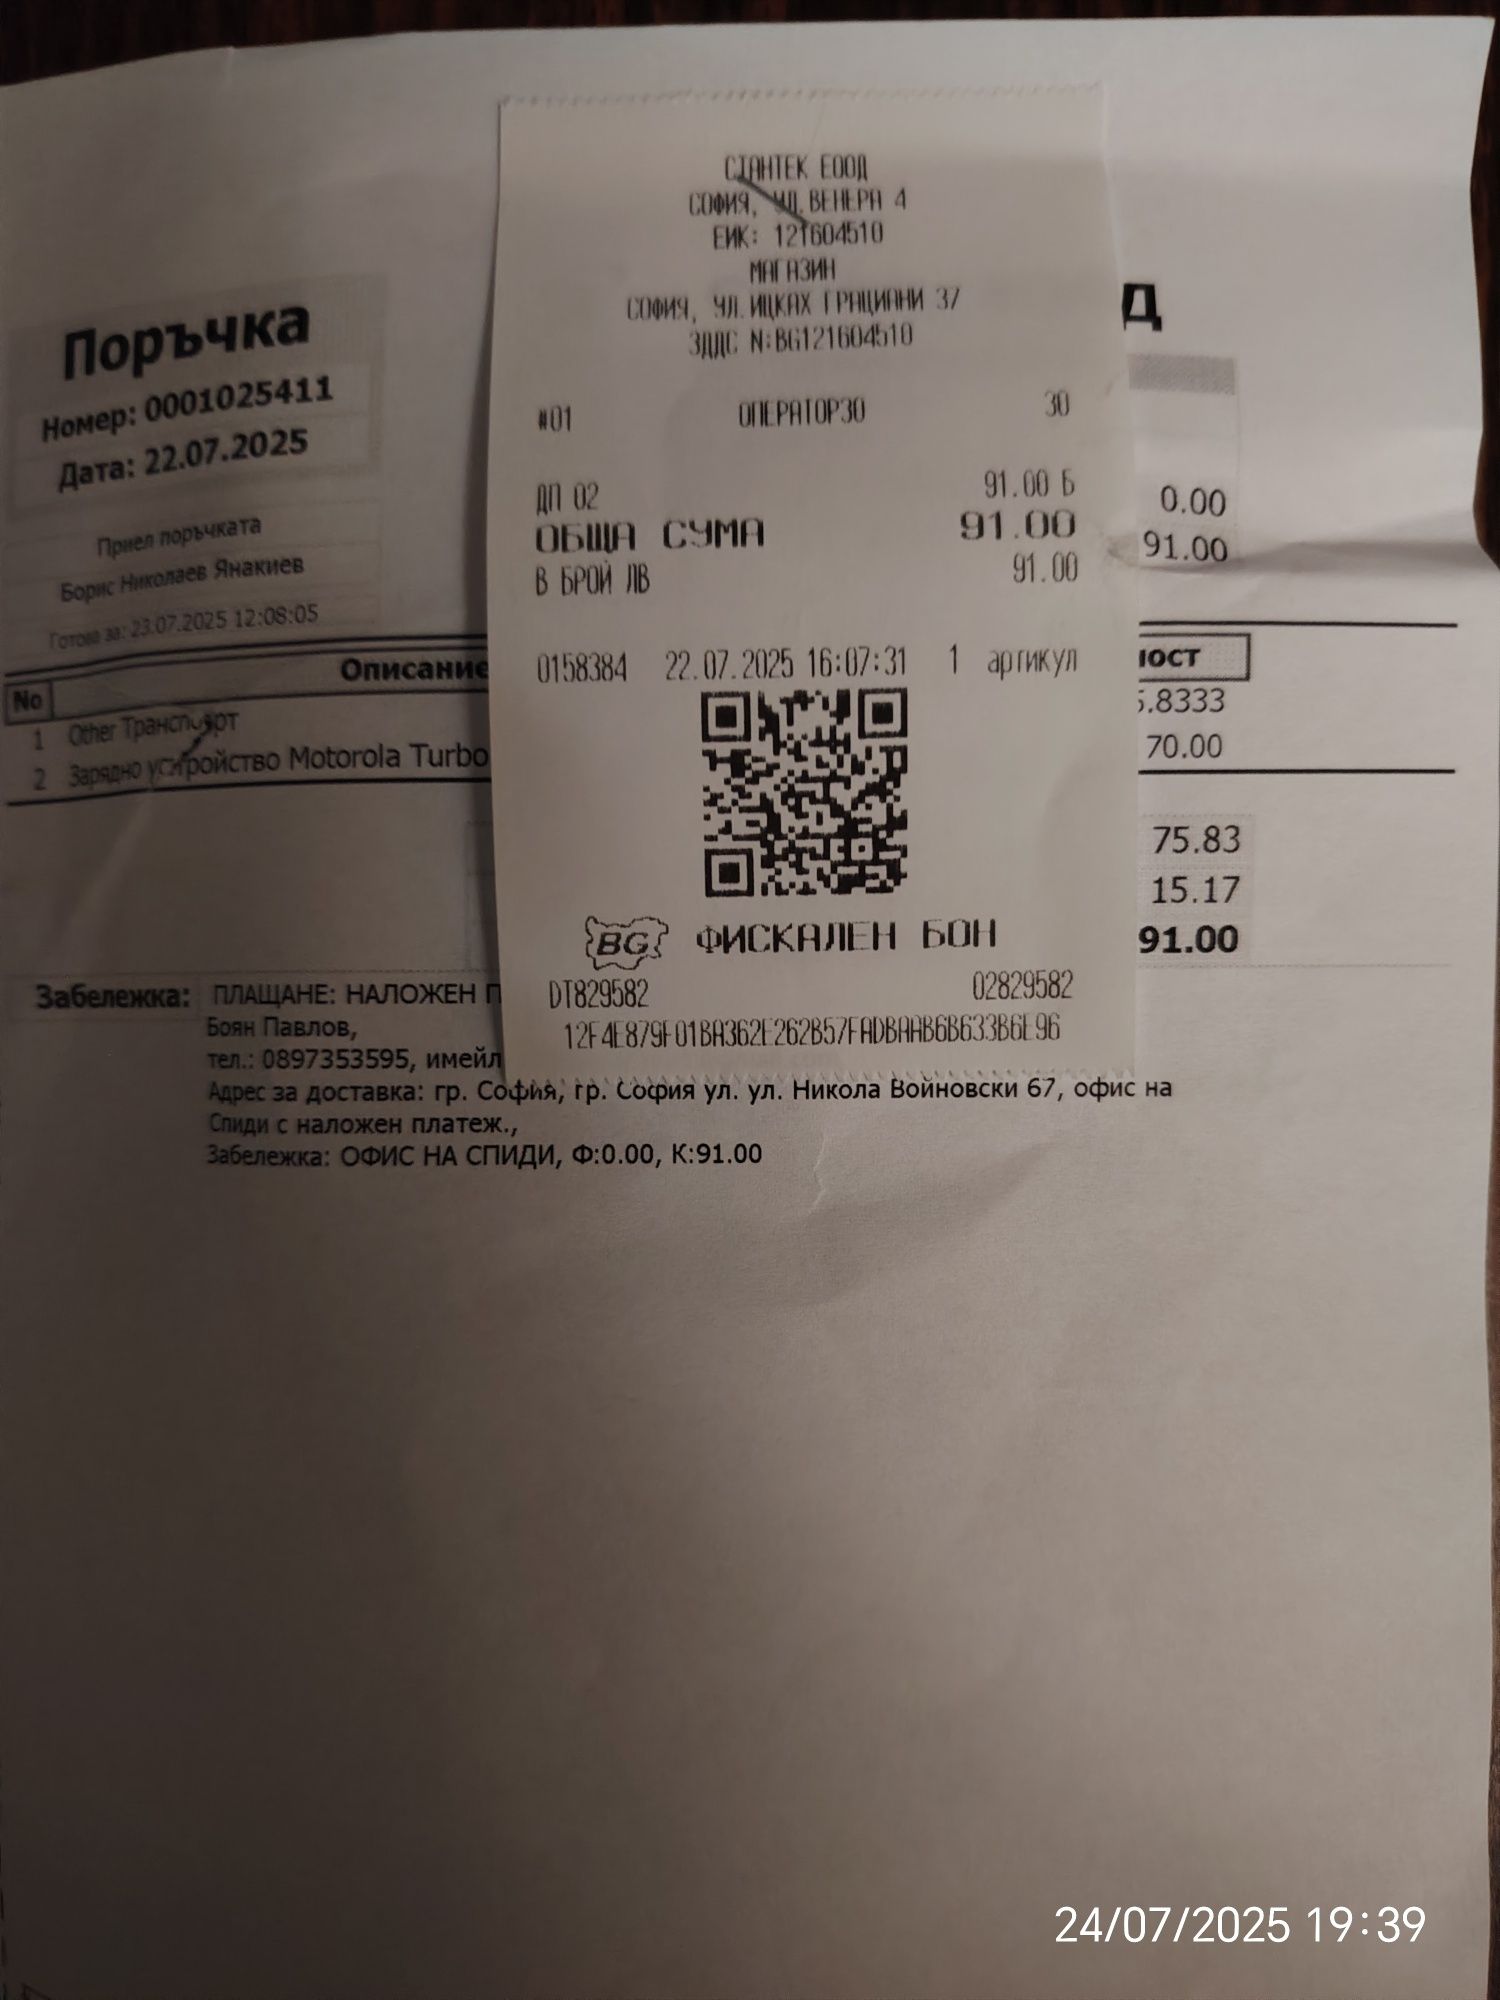 СТАНТЕК ЕООД
СОФИЯ, УЛ.ВЕНЕРА 4
ЕИК: 121604510
МАГАЗИН
СОФИЯ, УЛ.ИЦКАХ ГРАЦИАНИ 37
ЗДДС N:BG121604510
#01 ОПЕРАТОР30 30
ДП 02 91.00 Б
ОБЩА СУМА 91.00
В БРОЙ ЛВ 91.00
0158384 22.07.2025 16:07:31 1 артикул
BG ФИСКАЛЕН БОН
DT829582 02829582
12F4E879F01BA362E262B57FADBAAB6B633B6E96
Поръчка
Номер: 0001025411
Дата: 22.07.2025
Приел поръчката
Борис Николаев Янакиев
Готова за: 23.07.2025 12:08:05
Д
0.00
91.00
No Описание ност
1 Other Транспорт 5.8333
2 Зарядно устройство Motorola Turbo 70.00
75.83
15.17
91.00
Забележка: ПЛАЩАНЕ: НАЛОЖЕН П
Боян Павлов,
тел.: 0897353595, имейл
Адрес за доставка: гр. София, гр. София ул. ул. Никола Войновски 67, офис на
Спиди с наложен платеж.,
Забележка: ОФИС НА СПИДИ, Ф:0.00, К:91.00
24/07/2025 19:39